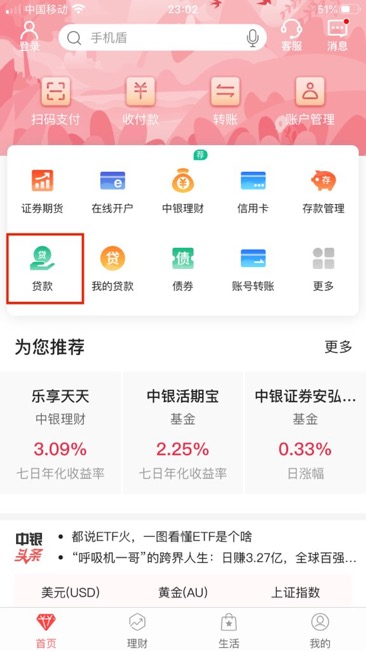 中国移动 23:02 51%
登录 手机盾 客服 消息
扫码支付 收付款 转账 账户管理
荐
证券期货 在线开户 中银理财 信用卡 存款管理
贷款 我的贷款 债券 账号转账 更多
为您推荐 更多
乐享天天 中银活期宝 中银证券安弘…
中银理财 基金 基金
3.09% 2.25% 0.33%
七日年化收益率 七日年化收益率 日涨幅
中银头条
都说ETF火，一图看懂ETF是个啥
“呼吸机一哥”的跨界人生：日赚3.27亿，全球百强…
美元(USD) 黄金(AU) 上证指数
首页 理财 生活 我的